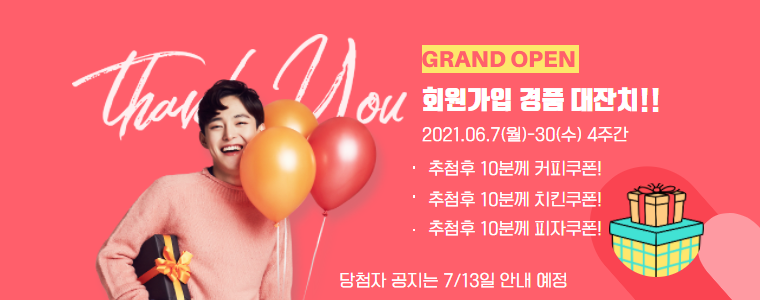 Thank You
GRAND OPEN
회원가입 경품 대잔치!!
2021.06.7(월)-30(수) 4주간
· 추첨후 10분께 커피쿠폰!
· 추첨후 10분께 치킨쿠폰!
· 추첨후 10분께 피자쿠폰!
당첨자 공지는 7/13일 안내 예정